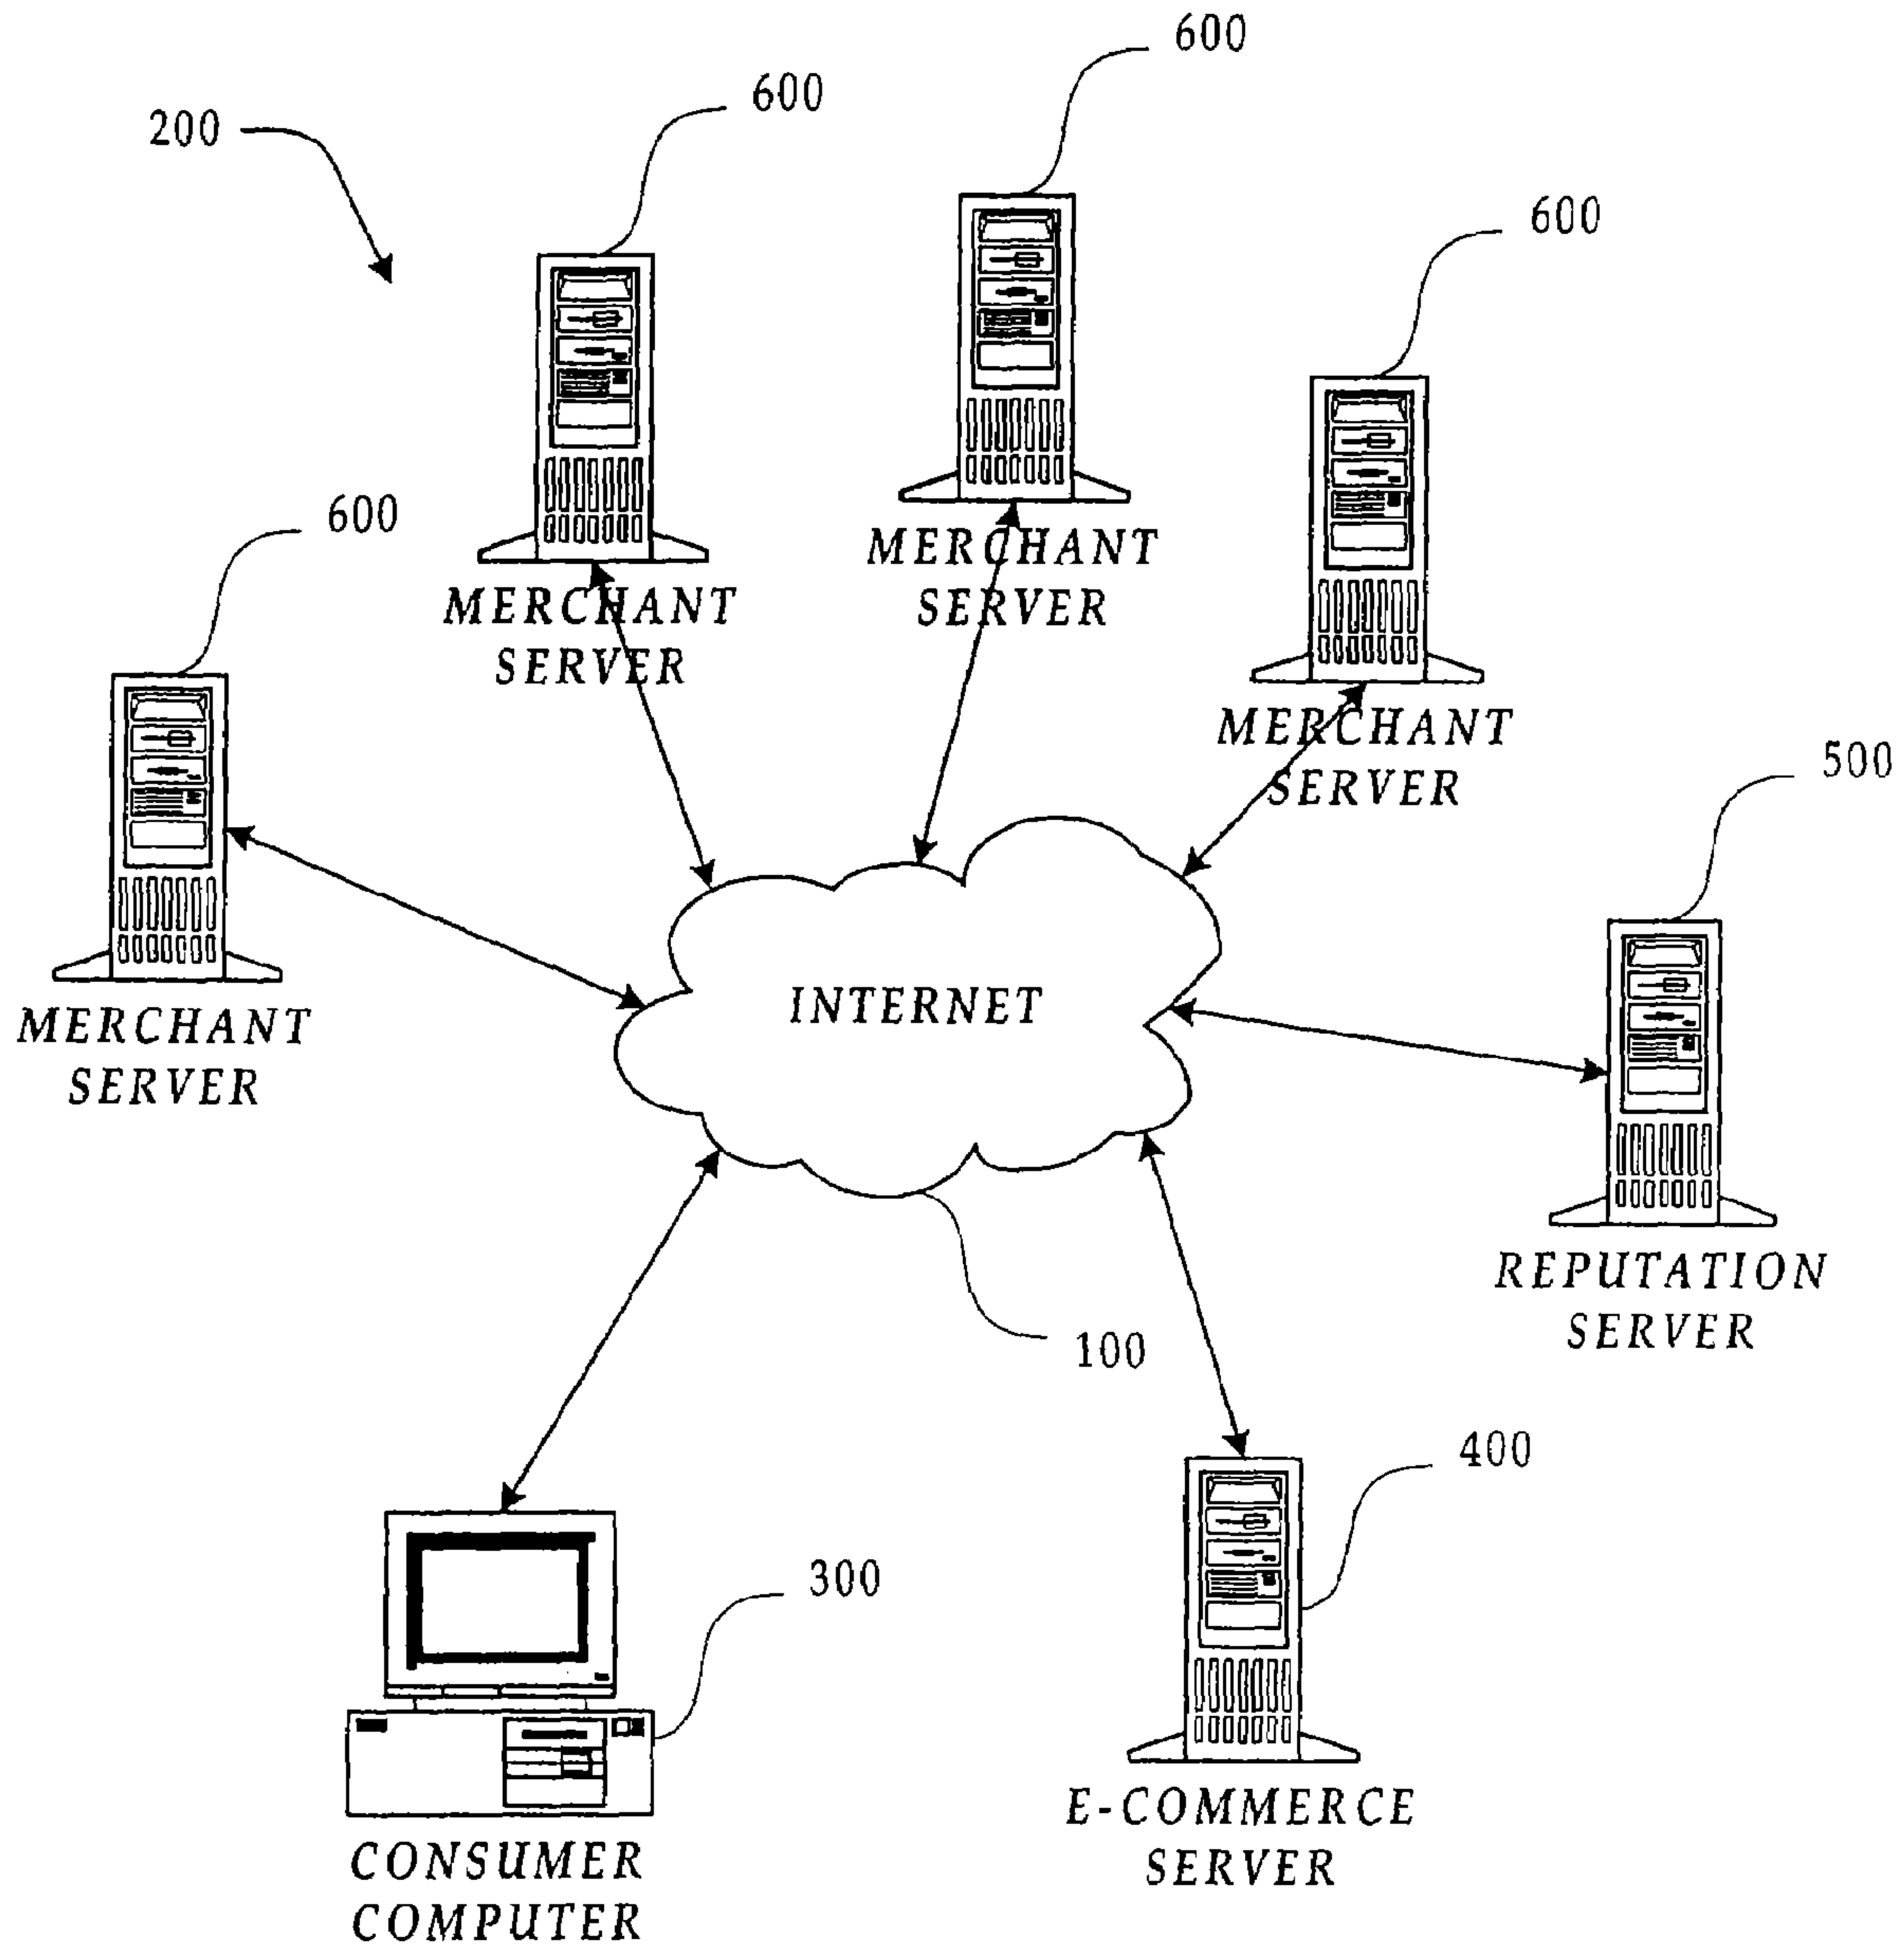 600
600
200
600
600
MERCHANT
SERVER
MERCHANT
SERVER
MERCHANT
SERVER
500
MERCHANT
SERVER
INTERNET
REPUTATION
SERVER
100
400
300
E-COMMERCE
SERVER
CONSUMER
COMPUTER